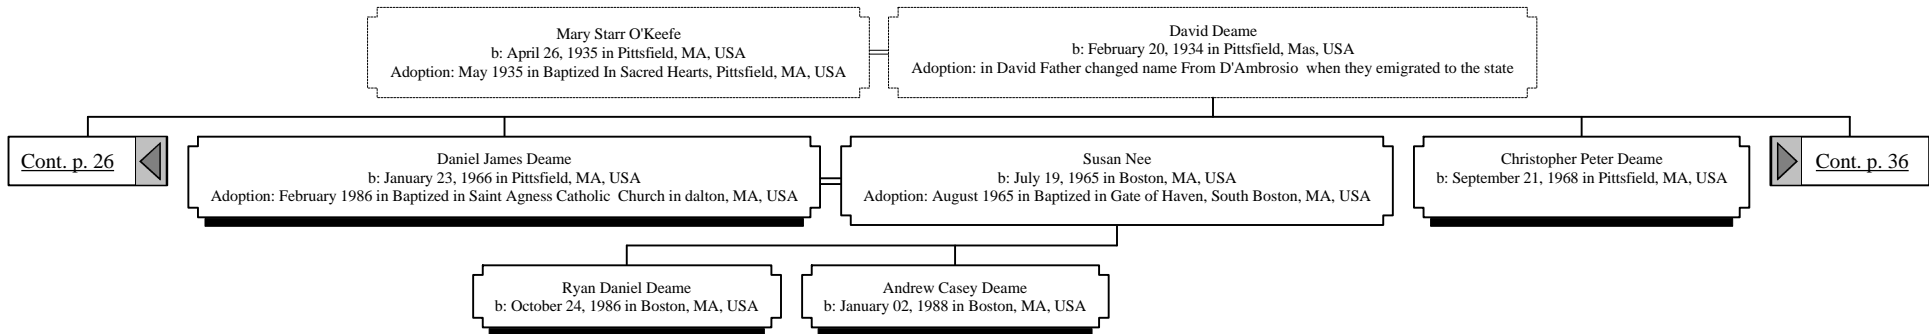 Mary Starr O'Keefe
b: April 26, 1935 in Pittsfield, MA, USA
Adoption: May 1935 in Baptized In Sacred Hearts, Pittsfield, MA, USA
David Deame
b: February 20, 1934 in Pittsfield, Mas, USA
Adoption: in David Father changed name From D'Ambrosio when they emigrated to the state
Cont. p. 26
Daniel James Deame
b: January 23, 1966 in Pittsfield, MA, USA
Adoption: February 1986 in Baptized in Saint Agness Catholic Church in dalton, MA, USA
Susan Nee
b: July 19, 1965 in Boston, MA, USA
Adoption: August 1965 in Baptized in Gate of Haven, South Boston, MA, USA
Christopher Peter Deame
b: September 21, 1968 in Pittsfield, MA, USA
Cont. p. 36
Ryan Daniel Deame
b: October 24, 1986 in Boston, MA, USA
Andrew Casey Deame
b: January 02, 1988 in Boston, MA, USA